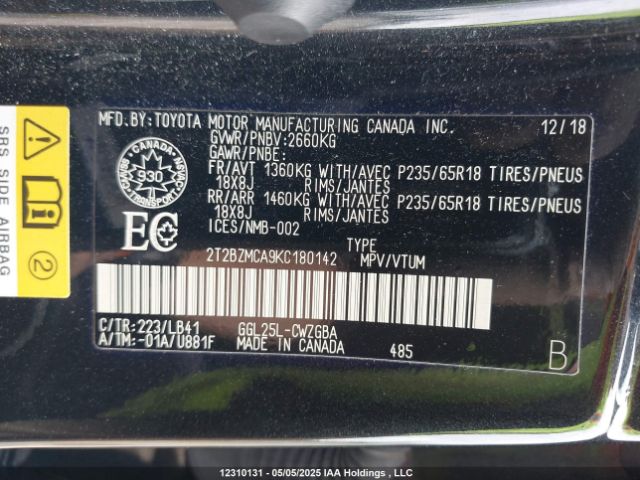 MFD.BY:TOYOTA MOTOR MANUFACTURING CANADA INC. 12/18
GVWR/PNBV:2660KG
GAWR/PNBE:
FR/AVT 1360KG WITH/AVEC P235/65R18 TIRES/PNEUS
18X8J RIMS/JANTES
RR/ARR 1460KG WITH/AVEC P235/65R18 TIRES/PNEUS
18X8J RIMS/JANTES
ICES/NMB-002
CANADA
930
TRANSPORT
EC
TYPE
2T2BZMCA9KC180142 MPV/VTUM
C/TR:223/LB41 GGL25L-CWZGBA
A/TM:-01A/U881F MADE IN CANADA 485 B
SRS SIDE AIRBAG
2
12310131 - 05/05/2025 IAA Holdings , LLC